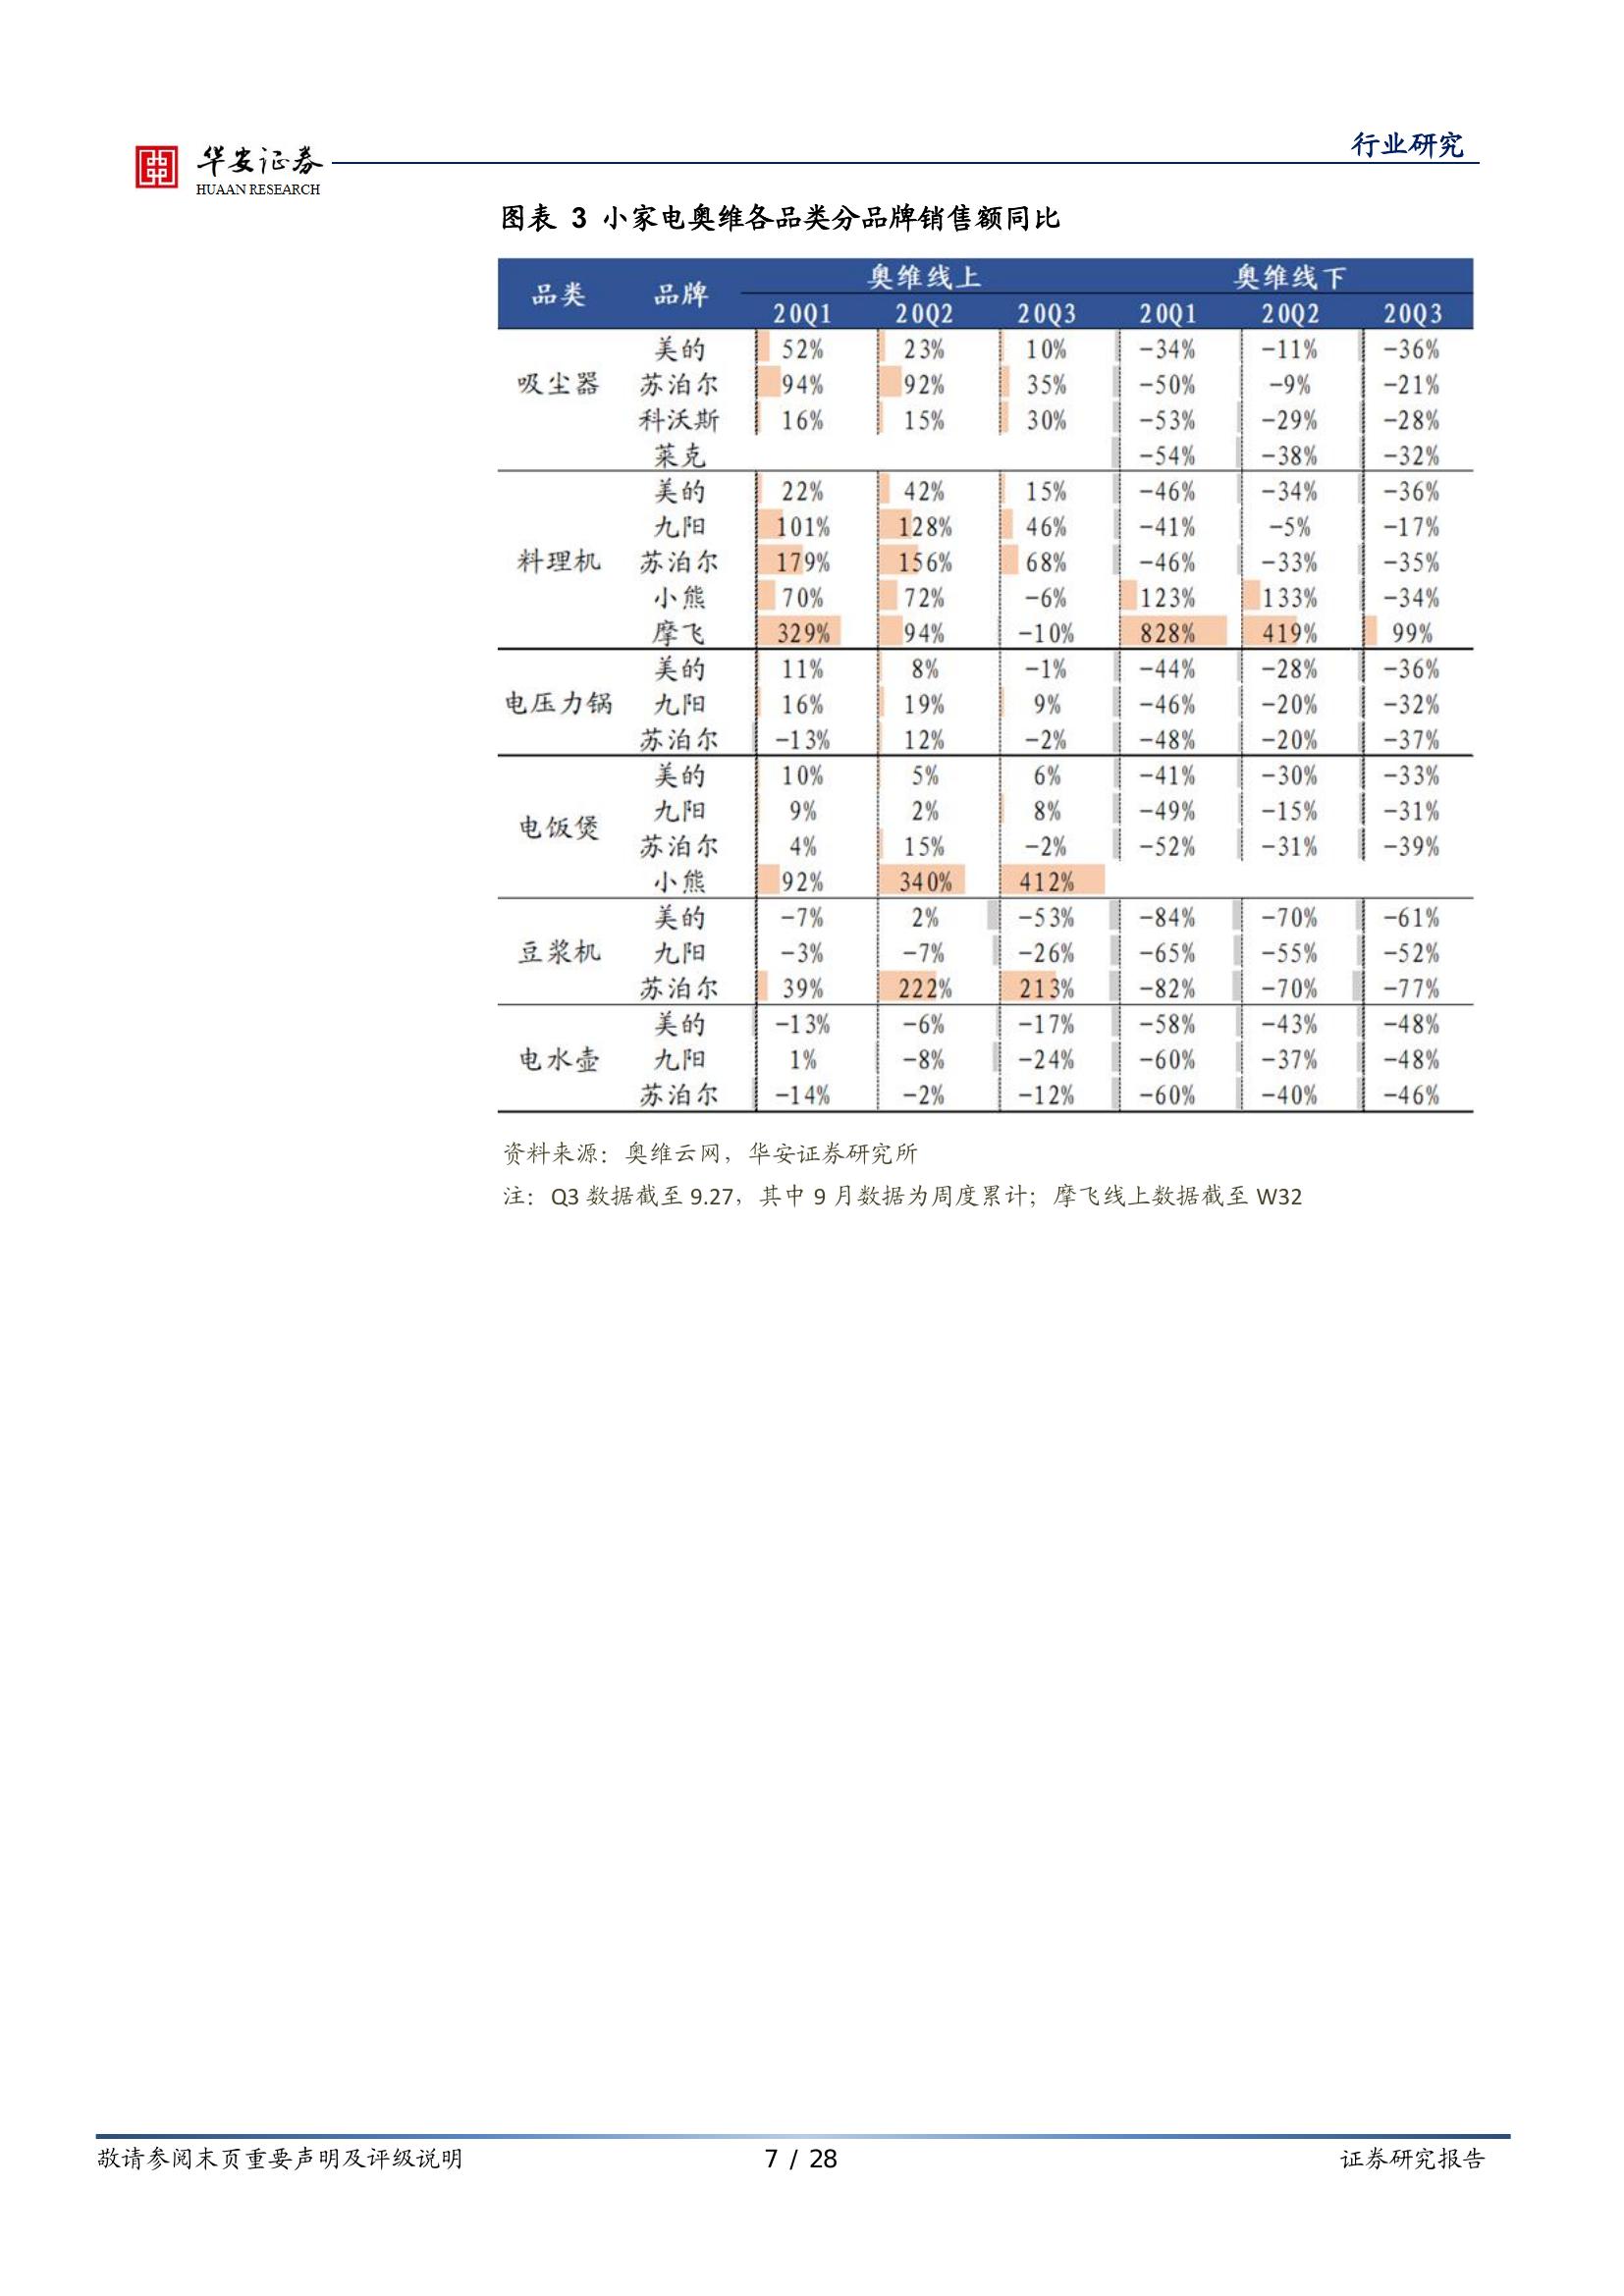 行业研究
华安证券
HUAAN RESEARCH
图表 3 小家电奥维各品类分品牌销售额同比
品类 品牌 奥维线上 奥维线下
20Q1 20Q2 20Q3 20Q1 20Q2 20Q3
吸尘器
美的 52% 23% 10% -34% -11% -36%
苏泊尔 94% 92% 35% -50% -9% -21%
科沃斯 16% 15% 30% -53% -29% -28%
莱克 -54% -38% -32%
料理机
美的 22% 42% 15% -46% -34% -36%
九阳 101% 128% 46% -41% -5% -17%
苏泊尔 179% 156% 68% -46% -33% -35%
小熊 70% 72% -6% 123% 133% -34%
摩飞 329% 94% -10% 828% 419% 99%
电压力锅
美的 11% 8% -1% -44% -28% -36%
九阳 16% 19% 9% -46% -20% -32%
苏泊尔 -13% 12% -2% -48% -20% -37%
电饭煲
美的 10% 5% 6% -41% -30% -33%
九阳 9% 2% 8% -49% -15% -31%
苏泊尔 4% 15% -2% -52% -31% -39%
小熊 92% 340% 412%
豆浆机
美的 -7% 2% -53% -84% -70% -61%
九阳 -3% -7% -26% -65% -55% -52%
苏泊尔 39% 222% 213% -82% -70% -77%
电水壶
美的 -13% -6% -17% -58% -43% -48%
九阳 1% -8% -24% -60% -37% -48%
苏泊尔 -14% -2% -12% -60% -40% -46%
资料来源：奥维云网，华安证券研究所
注：Q3 数据截至 9.27，其中 9 月数据为周度累计；摩飞线上数据截至 W32
敬请参阅末页重要声明及评级说明 7 / 28 证券研究报告